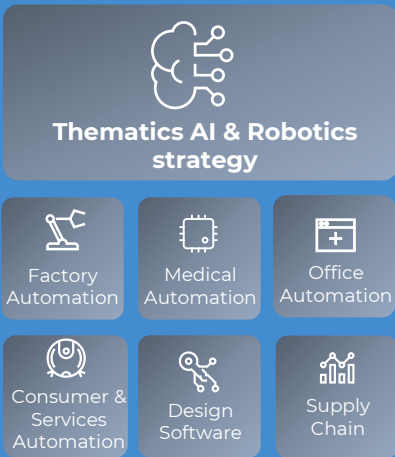 Thematics AI & Robotics
strategy
Factory
Automation
Medical
Automation
Office
Automation
Consumer &
Services
Automation
Design
Software
Supply
Chain